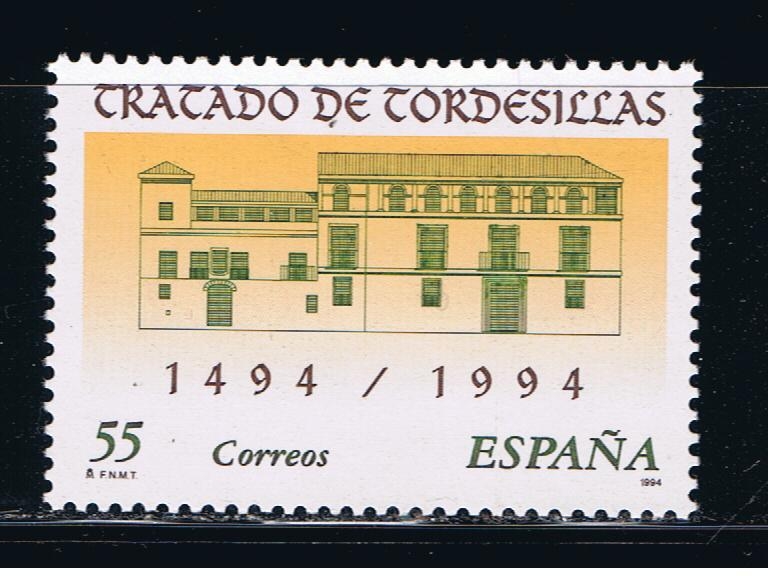 TRATADO DE TORDESILLAS
1494 / 1994
55 Correos ESPAÑA
F.N.M.T. 1994